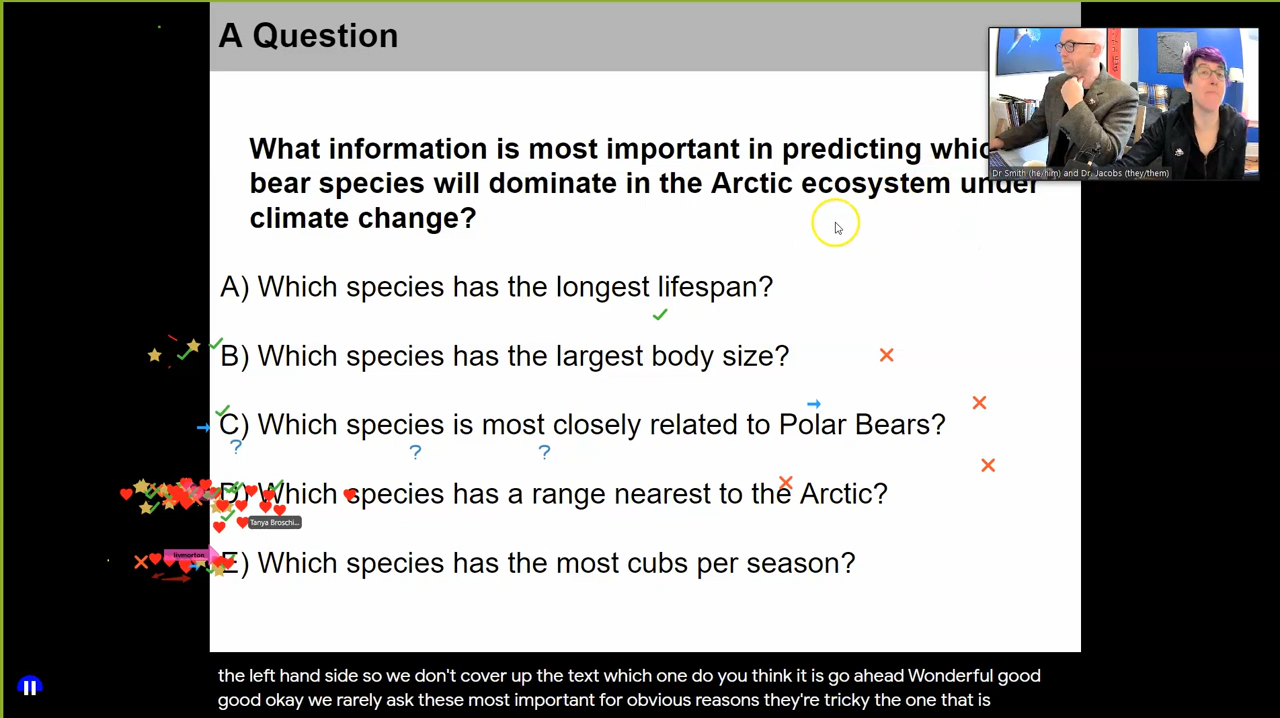 A Question
What information is most important in predicting whic
bear species will dominate in the Arctic ecosystem under
climate change?
Dr Smith (he/him) and Dr. Jacobs (they/them)
A) Which species has the longest lifespan?
B) Which species has the largest body size?
C) Which species is most closely related to Polar Bears?
? ? ?
D) Which species has a range nearest to the Arctic?
Tanya Broschi...
livmorton...
E) Which species has the most cubs per season?
the left hand side so we don't cover up the text which one do you think it is go ahead Wonderful good
good okay we rarely ask these most important for obvious reasons they're tricky the one that is